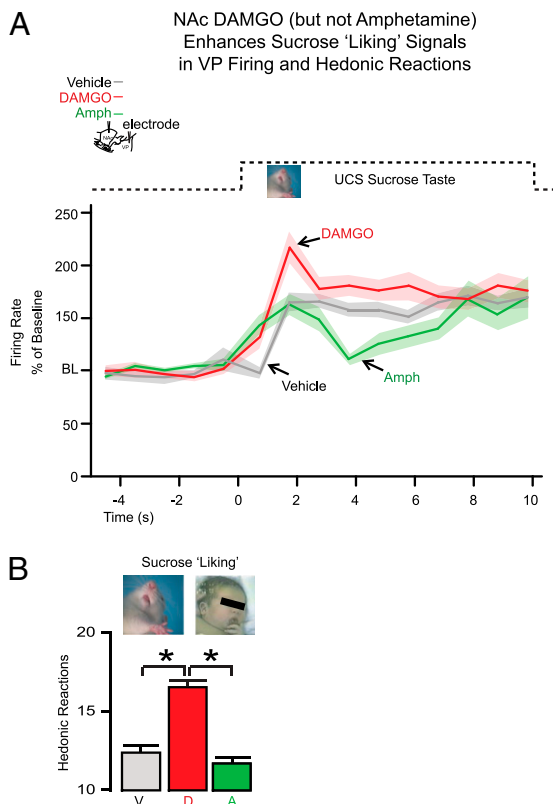 A
NAc DAMGO (but not Amphetamine)
Enhances Sucrose 'Liking' Signals
in VP Firing and Hedonic Reactions
Vehicle
DAMGO
Amph
electrode
NAc
VP
UCS Sucrose Taste
Firing Rate
% of Baseline
250
200
150
BL
50
0
DAMGO
Vehicle
Amph
-4 -2 0 2 4 6 8 10
Time (s)
B
Sucrose 'Liking'
Hedonic Reactions
20
15
10
* *
V D A